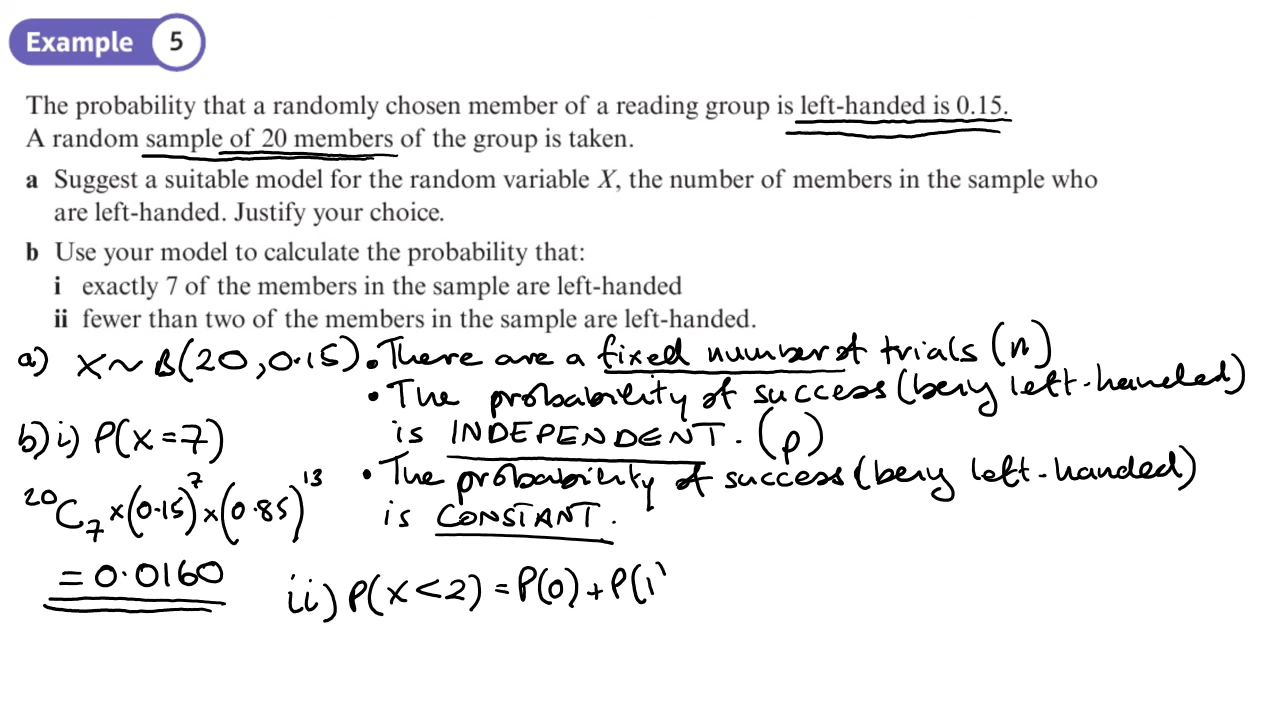 Example 5
The probability that a randomly chosen member of a reading group is left-handed is 0.15.
A random sample of 20 members of the group is taken.
a Suggest a suitable model for the random variable X, the number of members in the sample who
are left-handed. Justify your choice.
b Use your model to calculate the probability that:
i exactly 7 of the members in the sample are left-handed
ii fewer than two of the members in the sample are left-handed.
a) X ~ B(20, 0.15)
• There are a fixed number of trials (n)
• The probability of success (being left-handed)
is INDEPENDENT. (p)
• The probability of success (being left-handed)
is CONSTANT.
b) i) P(X = 7)
²⁰C₇ × (0.15)⁷ × (0.85)¹³
= 0.0160
ii) P(X < 2) = P(0) + P(1)